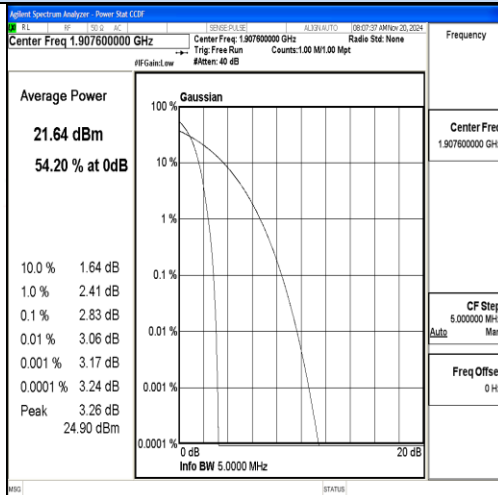 Agilent Spectrum Analyzer - Power Stat CCDF
RL RF 50 Ω AC SENSE:PULSE ALIGN AUTO 08:07:37 AM Nov 20, 2024
Center Freq 1.907600000 GHz
Center Freq: 1.907600000 GHz Radio Std: None
Trig: Free Run Counts:1.00 M/1.00 Mpt
#IFGain:Low #Atten: 40 dB
Frequency
Average Power
21.64 dBm
54.20 % at 0dB
10.0 % 1.64 dB
1.0 % 2.41 dB
0.1 % 2.83 dB
0.01 % 3.06 dB
0.001 % 3.17 dB
0.0001 % 3.24 dB
Peak 3.26 dB
24.90 dBm
Gaussian
100 %
10 %
1 %
0.1 %
0.01 %
0.001 %
0.0001 %
0 dB 20 dB
Info BW 5.0000 MHz
Center Freq
1.907600000 GHz
CF Step
5.000000 MHz
Auto Man
Freq Offset
0 Hz
MSG STATUS